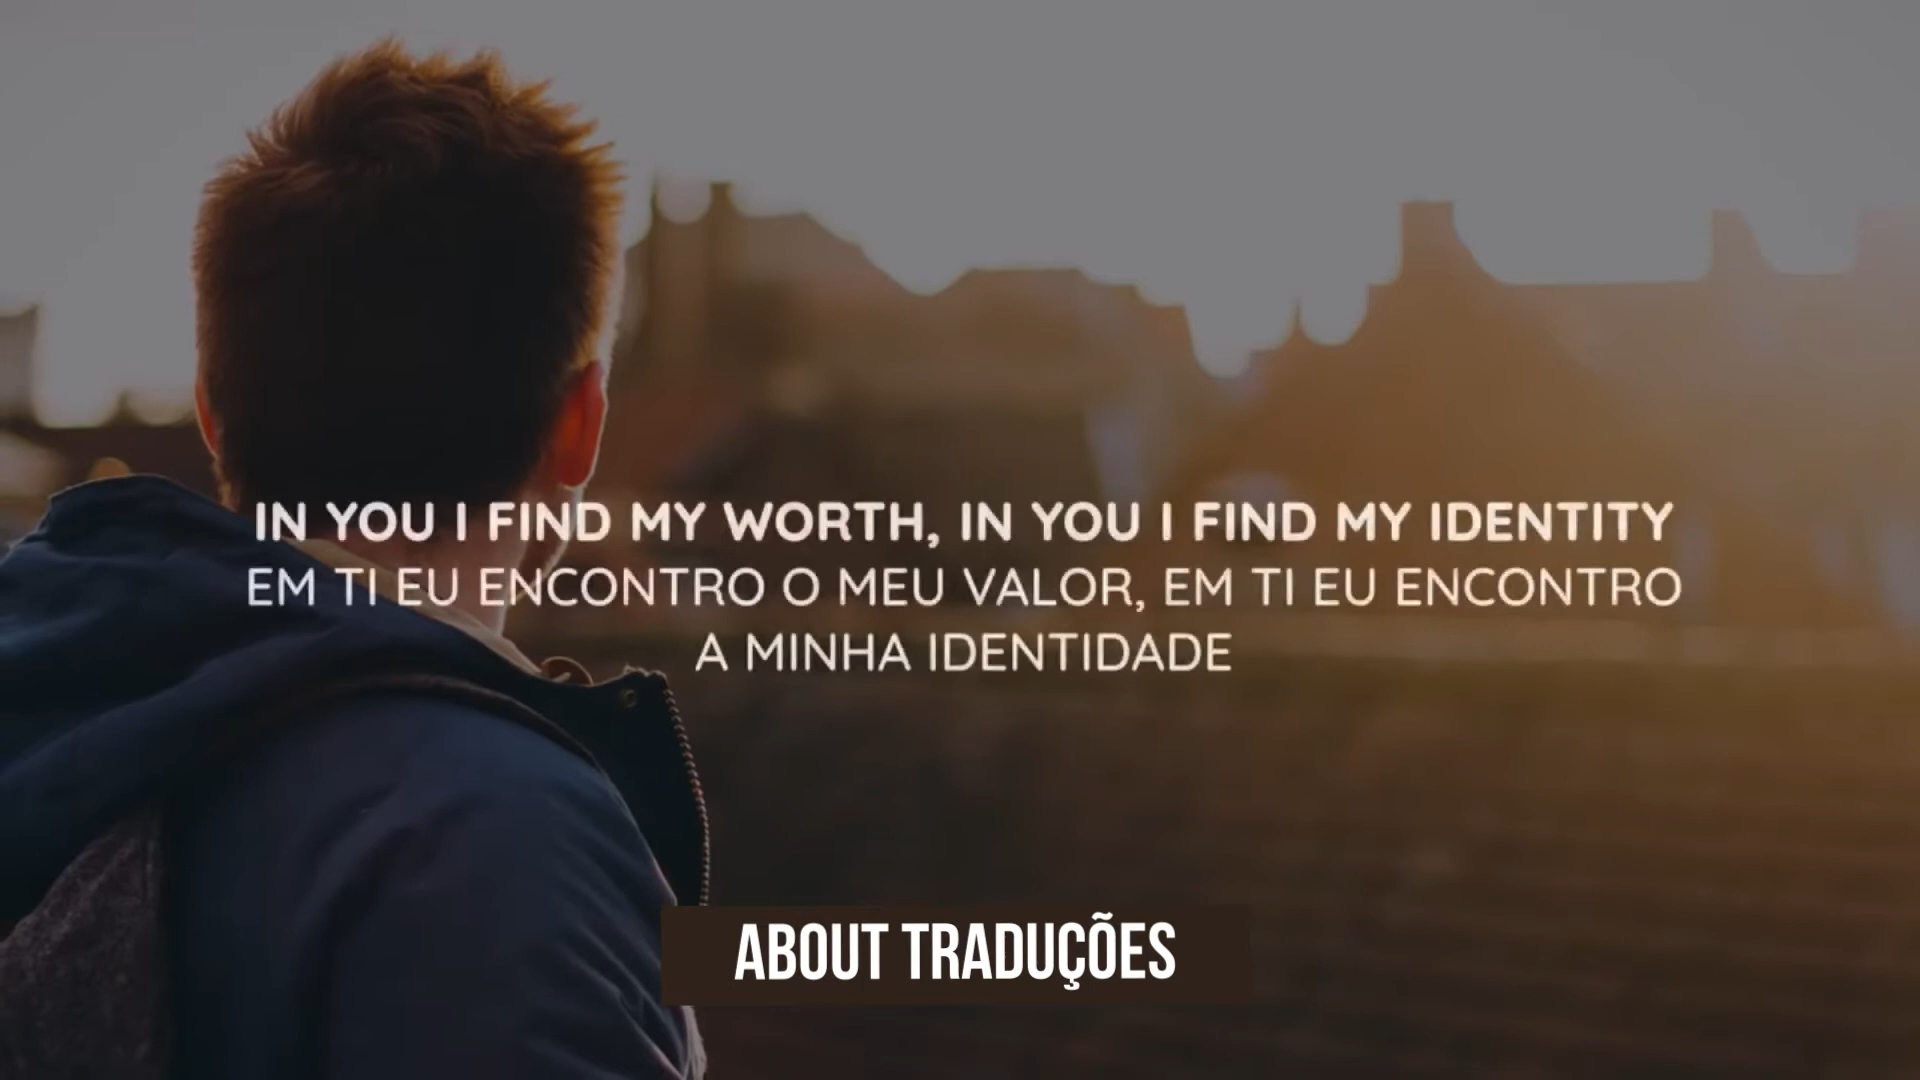 IN YOU I FIND MY WORTH, IN YOU I FIND MY IDENTITY
EM TI EU ENCONTRO O MEU VALOR, EM TI EU ENCONTRO
A MINHA IDENTIDADE
ABOUT TRADUÇÕES